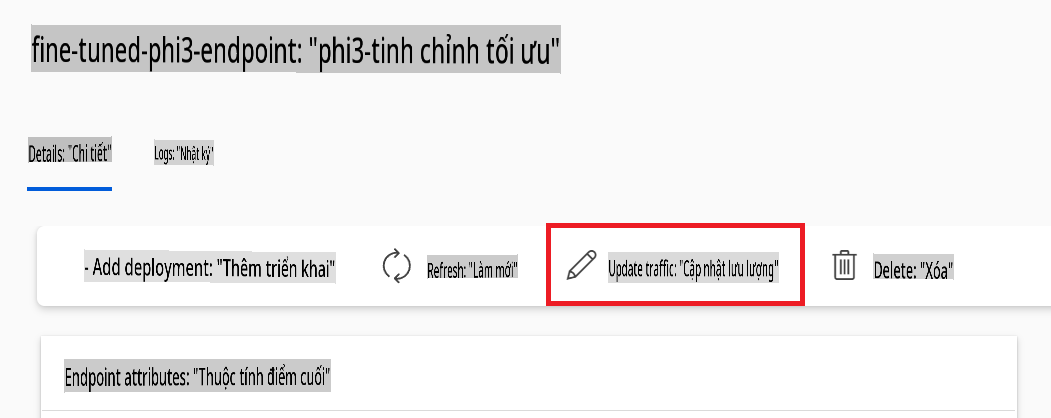 fine-tuned-phi3-endpoint: "phi3-tinh chỉnh tối ưu"
Details: "Chi tiết" Logs: "Nhật ký"
- Add deployment: "Thêm triển khai" Refresh: "Làm mới" Update traffic: "Cập nhật lưu lượng" Delete: "Xóa"
Endpoint attributes: "Thuộc tính điểm cuối"